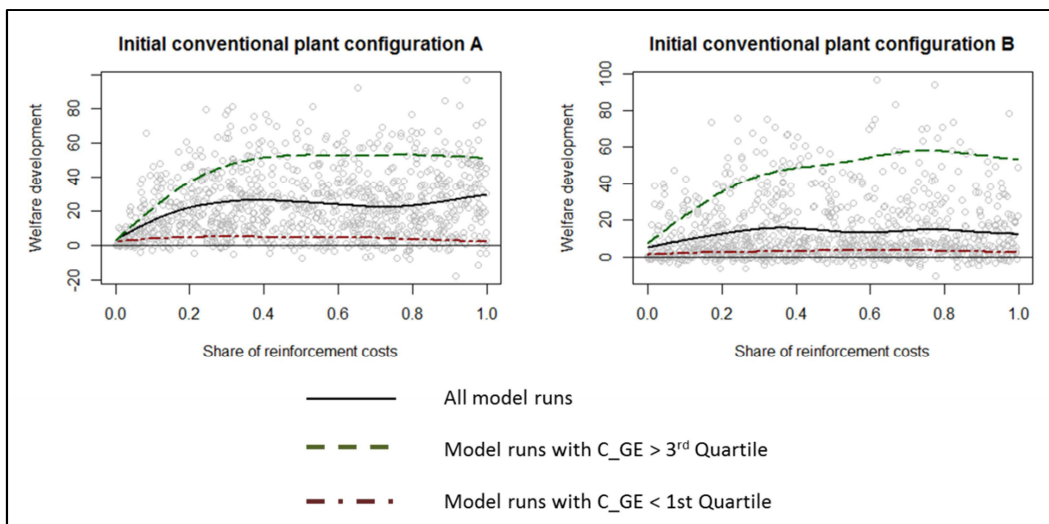 Initial conventional plant configuration A
Welfare development
80
60
40
20
0
-20
0.0 0.2 0.4 0.6 0.8 1.0
Share of reinforcement costs
Initial conventional plant configuration B
Welfare development
100
80
60
40
20
0
0.0 0.2 0.4 0.6 0.8 1.0
Share of reinforcement costs
All model runs
Model runs with C_GE > 3rd Quartile
Model runs with C_GE < 1st Quartile